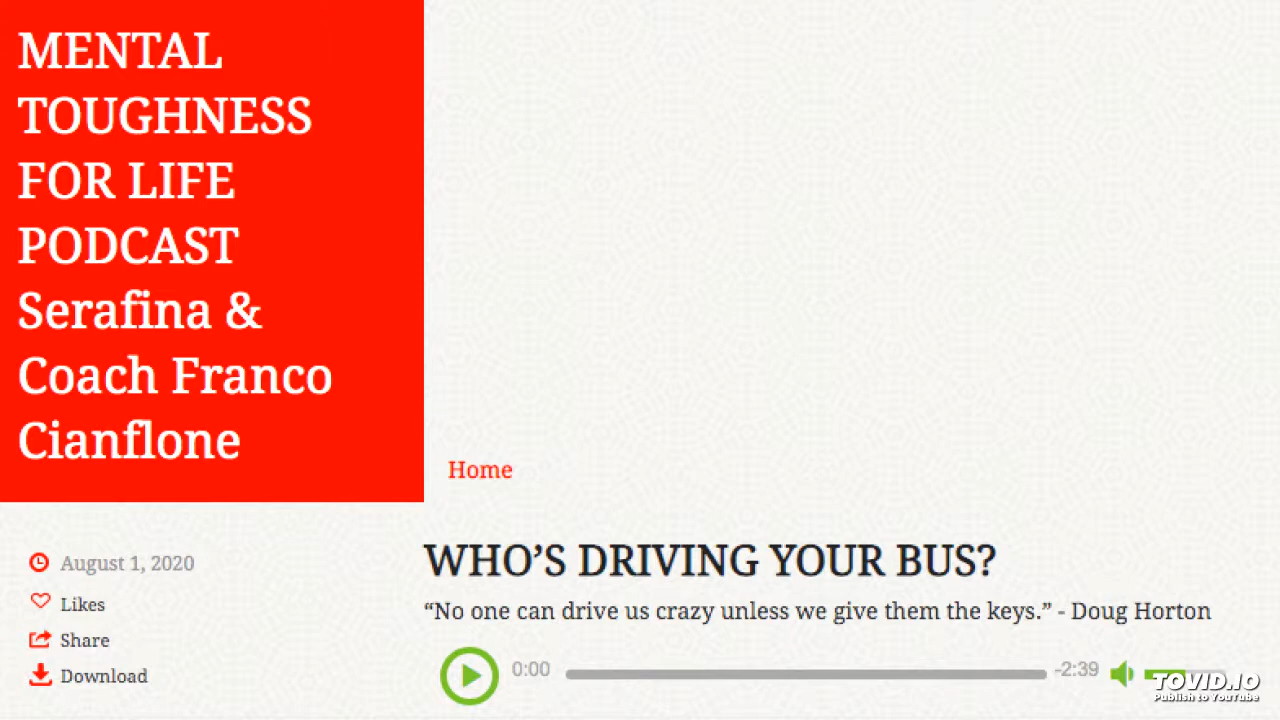 MENTAL
TOUGHNESS
FOR LIFE
PODCAST
Serafina &
Coach Franco
Cianflone
Home
August 1, 2020
Likes
Share
Download
WHO’S DRIVING YOUR BUS?
“No one can drive us crazy unless we give them the keys.” - Doug Horton
0:00
-2:39
TOVID.IO
Publish to YouTube